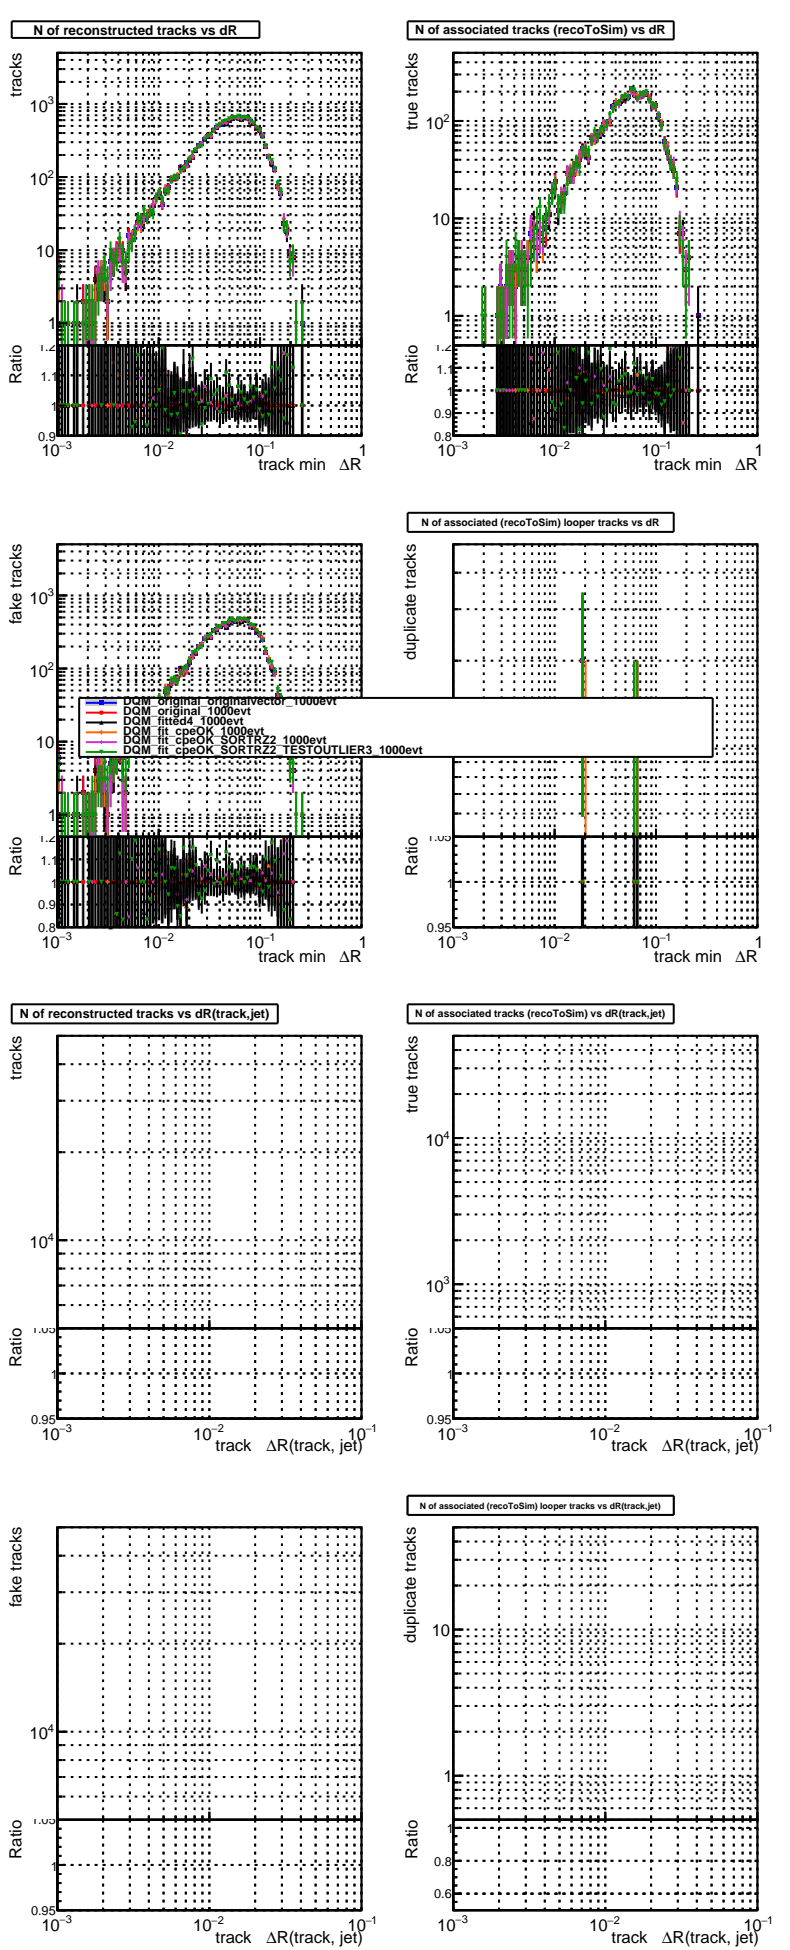 N of reconstructed tracks vs dR
tracks
10³
10²
10
1
Ratio
1.2
1.1
1
0.9
10⁻³ 10⁻² 10⁻¹ 1
track min ΔR
N of associated tracks (recoToSim) vs dR
true tracks
10²
10
1
Ratio
1.2
1.1
1
0.9
0.8
10⁻³ 10⁻² 10⁻¹ 1
track min ΔR
fake tracks
10³
10²
10
1
Ratio
1.2
1.1
1
0.9
0.8
10⁻³ 10⁻² 10⁻¹ 1
track min ΔR
N of associated (recoToSim) looper tracks vs dR
duplicate tracks
Ratio
1.05
1
0.95
10⁻³ 10⁻² 10⁻¹ 1
track min ΔR
DQM_original_originalvector_1000evt
DQM_original_1000evt
DQM_fitted4_1000evt
DQM_fit_cpeOK_1000evt
DQM_fit_cpeOK_SORTRZ2_1000evt
DQM_fit_cpeOK_SORTRZ2_TESTOUTLIER3_1000evt
N of reconstructed tracks vs dR(track,jet)
tracks
10⁴
Ratio
1.05
1
0.95
10⁻³ 10⁻² 10⁻¹
track ΔR(track, jet)
N of associated tracks (recoToSim) vs dR(track,jet)
true tracks
10⁴
10³
Ratio
1.05
1
0.95
10⁻³ 10⁻² 10⁻¹
track ΔR(track, jet)
fake tracks
10⁴
Ratio
1.05
1
0.95
10⁻³ 10⁻² 10⁻¹
track ΔR(track, jet)
N of associated (recoToSim) looper tracks vs dR(track,jet)
duplicate tracks
10
1
Ratio
1
0.8
0.6
10⁻³ 10⁻² 10⁻¹
track ΔR(track, jet)